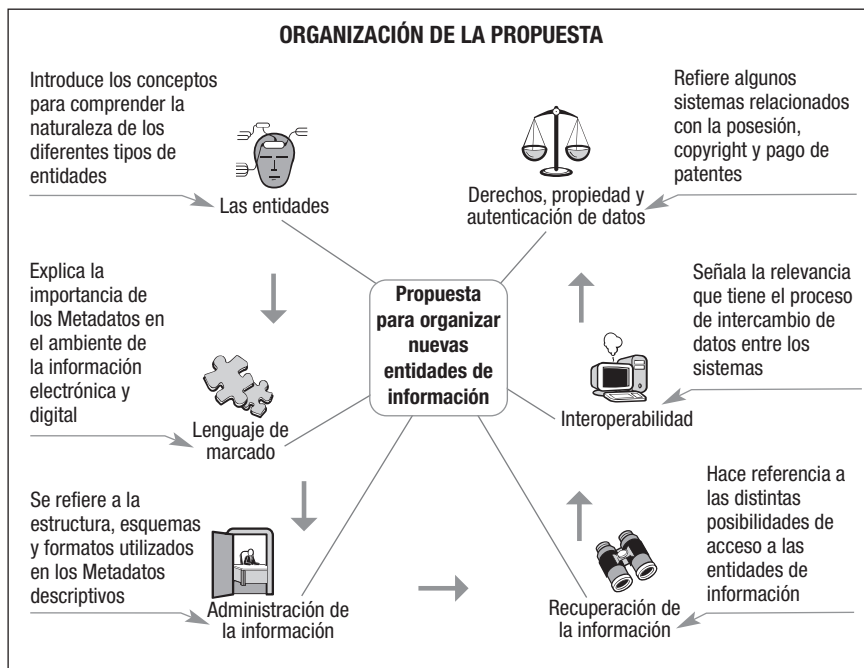 ORGANIZACIÓN DE LA PROPUESTA
Introduce los conceptos
para comprender la
naturaleza de los
diferentes tipos de
entidades
Las entidades
Refiere algunos
sistemas relacionados
con la posesión,
copyright y pago de
patentes
Derechos, propiedad y
autenticación de datos
Explica la
importancia de
los Metadatos en
el ambiente de
la información
electrónica y
digital
Lenguaje de
marcado
Propuesta
para organizar
nuevas
entidades de
información
Señala la relevancia
que tiene el proceso
de intercambio de
datos entre los
sistemas
Interoperabilidad
Se refiere a la
estructura, esquemas
y formatos utilizados
en los Metadatos
descriptivos
Administración de
la información
Recuperación de
la información
Hace referencia a
las distintas
posibilidades de
acceso a las
entidades de
información